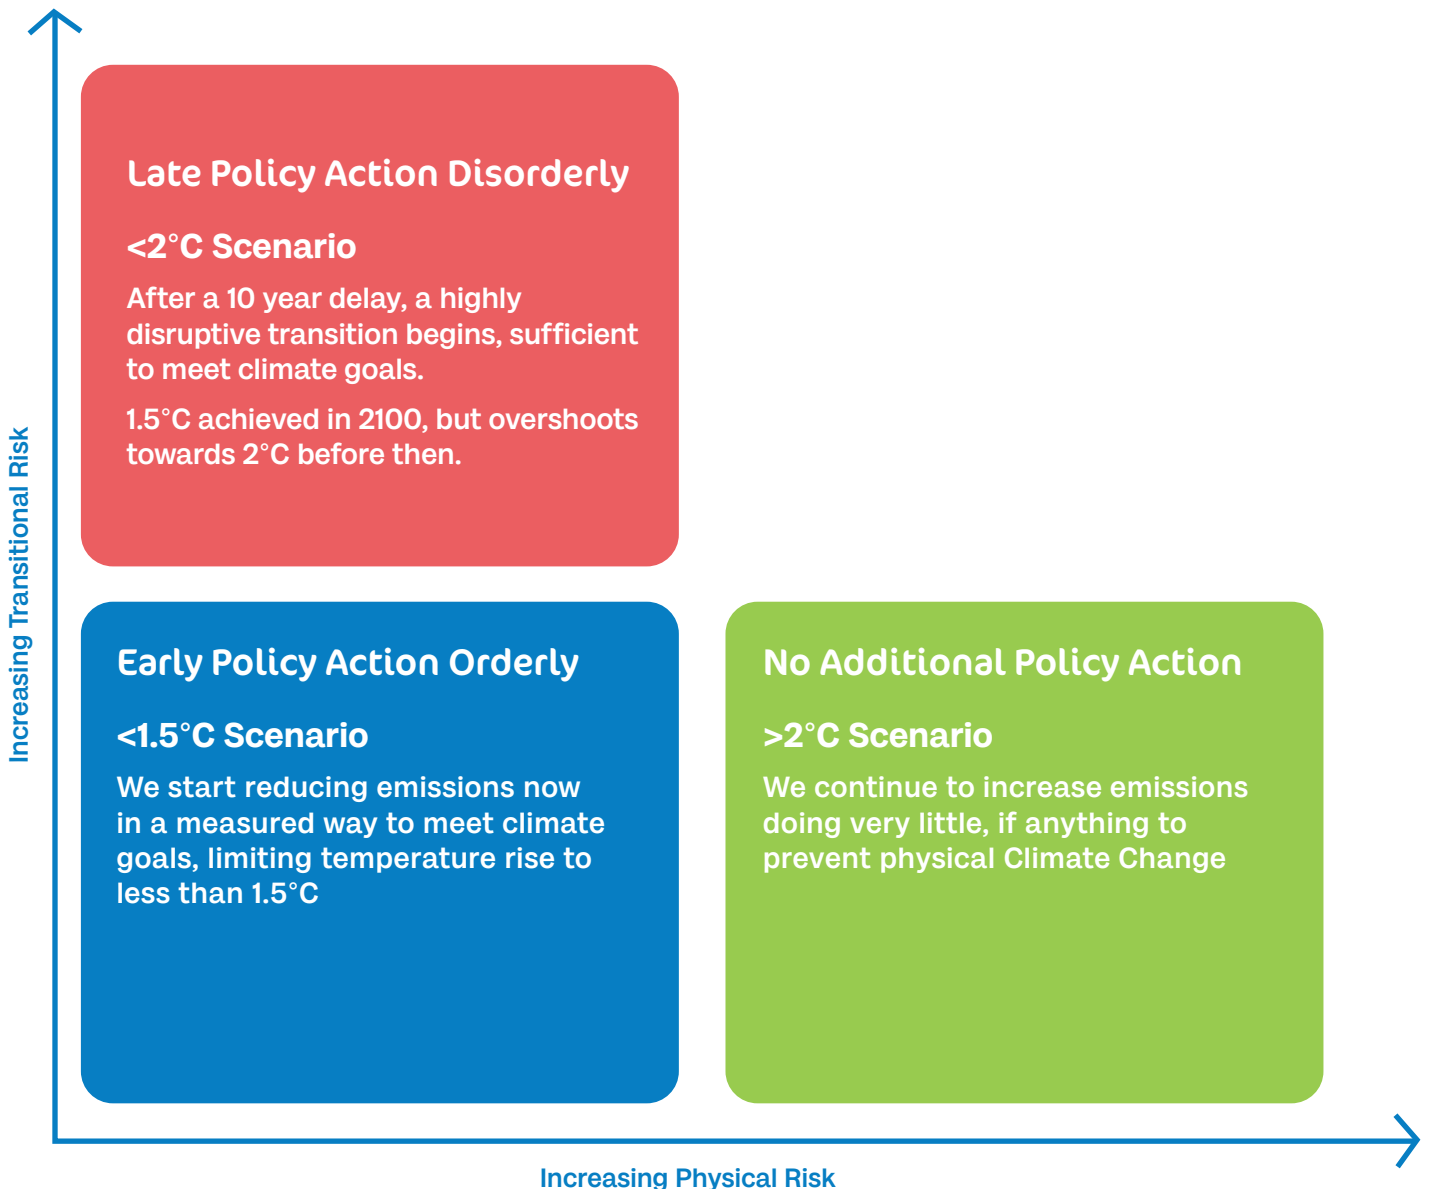 Late Policy Action Disorderly
<2°C Scenario
After a 10 year delay, a highly
disruptive transition begins, sufficient
to meet climate goals.
1.5°C achieved in 2100, but overshoots
towards 2°C before then.
Increasing Transitional Risk
Early Policy Action Orderly
<1.5°C Scenario
We start reducing emissions now
in a measured way to meet climate
goals, limiting temperature rise to
less than 1.5°C
No Additional Policy Action
>2°C Scenario
We continue to increase emissions
doing very little, if anything to
prevent physical Climate Change
Increasing Physical Risk